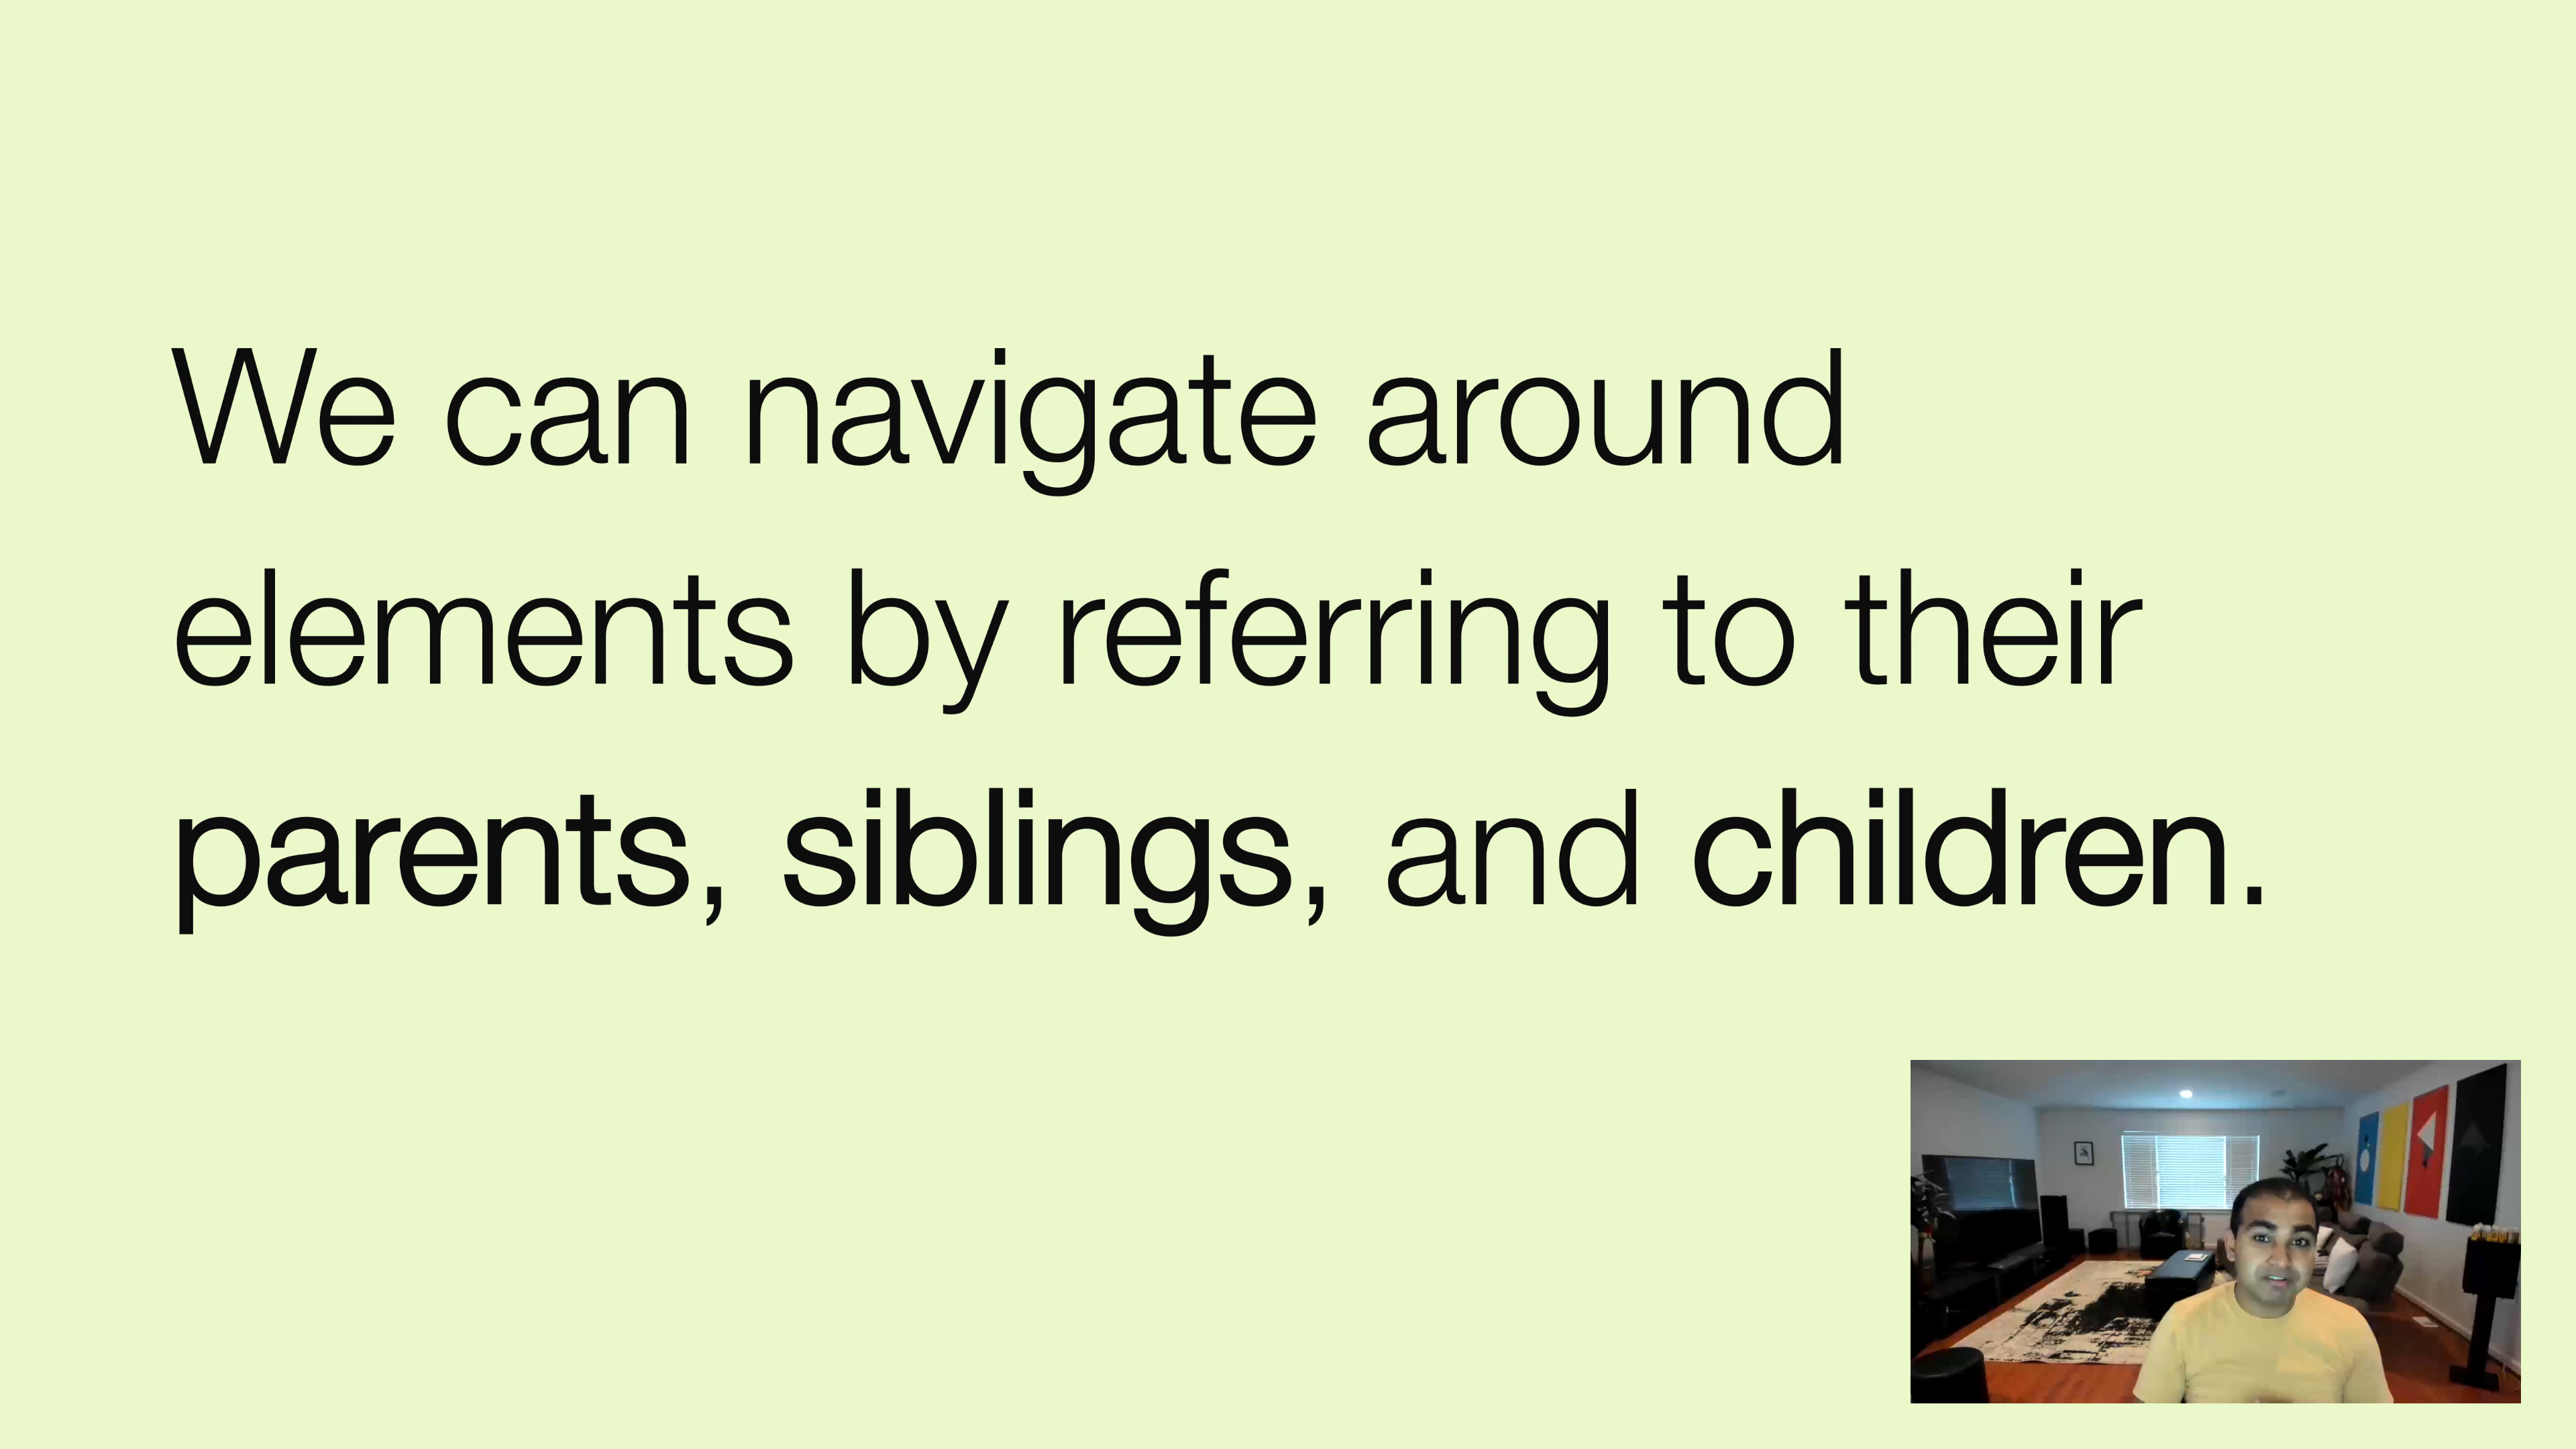 We can navigate around
elements by referring to their
parents, siblings, and children.